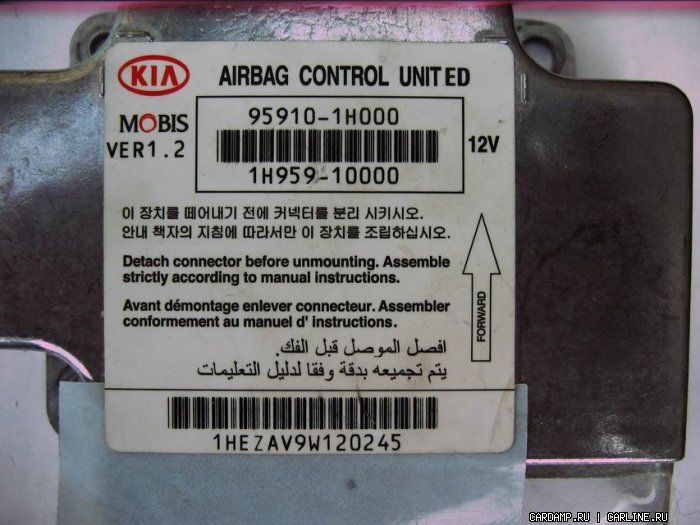 KIA AIRBAG CONTROL UNIT ED
MOBIS
VER1.2
95910-1H000
1H959-10000
12V
이 장치를 떼어내기 전에 커넥터를 분리 시키시오.
안내 책자의 지침에 따라서만 이 장치를 조립하십시오.
Detach connector before unmounting. Assemble
strictly according to manual instructions.
Avant démontage enlever connecteur. Assembler
conformement au manuel d' instructions.
افصل الموصل قبل الفك.
يتم تجميعه بدقة وفقا لدليل التعليمات
FORWARD
1HEZAV9W120245
CARDAMP.RU | CARLINE.RU